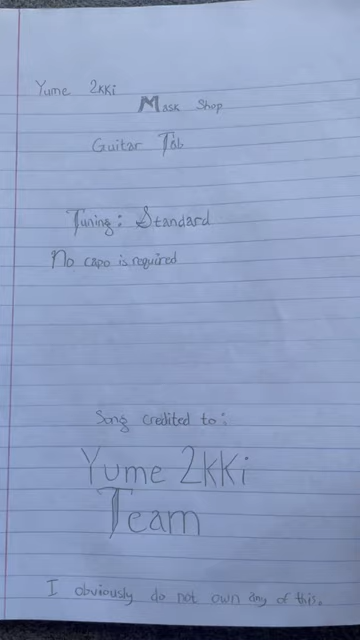 Yume 2kki
Mask Shop
Guitar Tab
Tuning: Standard
No capo is required
Song credited to:
Yume 2kki
Team
I obviously do not own any of this.